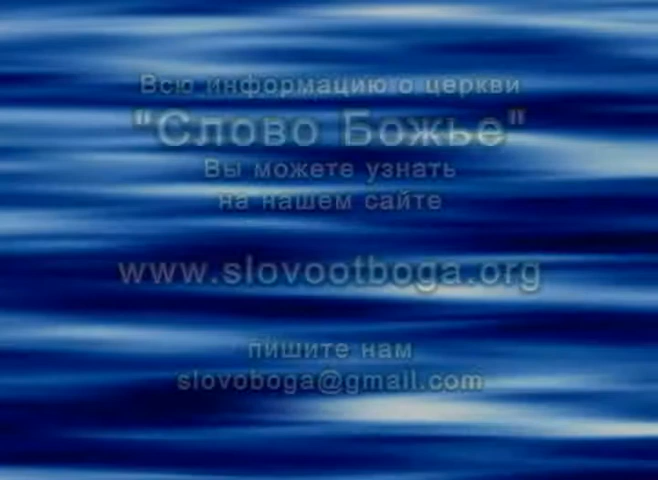 Всю информацию о церкви
"Слово Божье"
Вы можете узнать
на нашем сайте
www.slovootboga.org
пишите нам
slovoboga@gmail.com